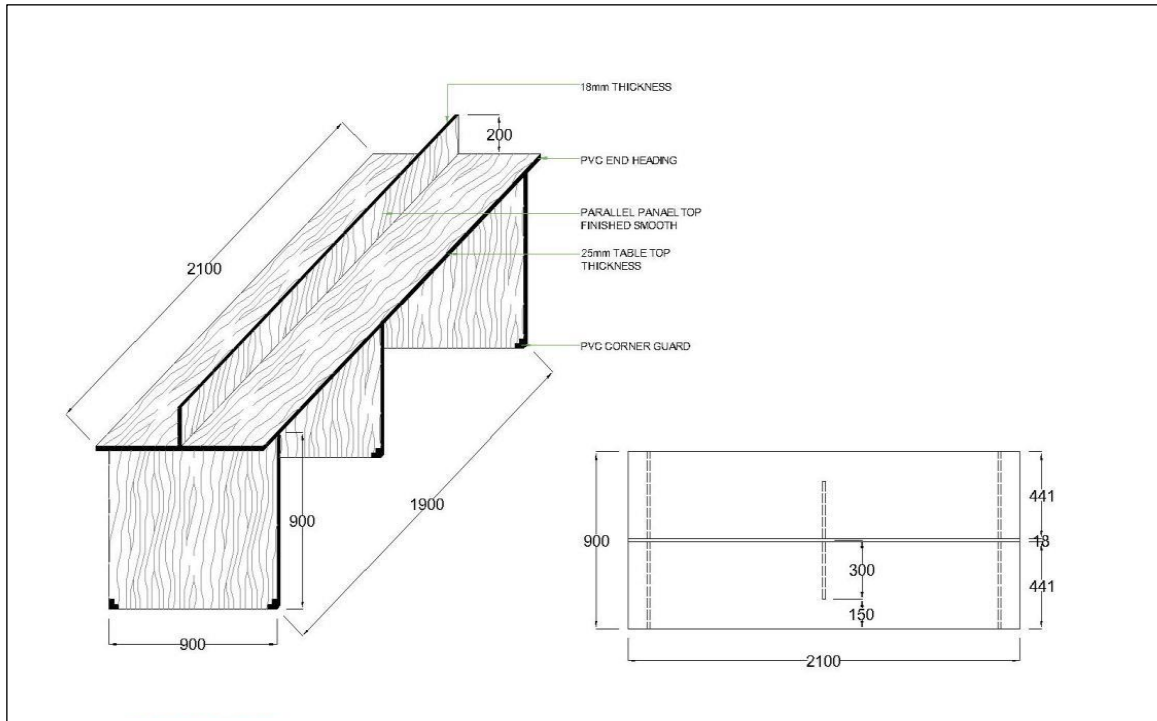 18mm THICKNESS
200
PVC END HEADING
PARALLEL PANAEL TOP
FINISHED SMOOTH
25mm TABLE TOP
THICKNESS
2100
PVC CORNER GUARD
1900
900
900
900
441
18
441
300
150
2100